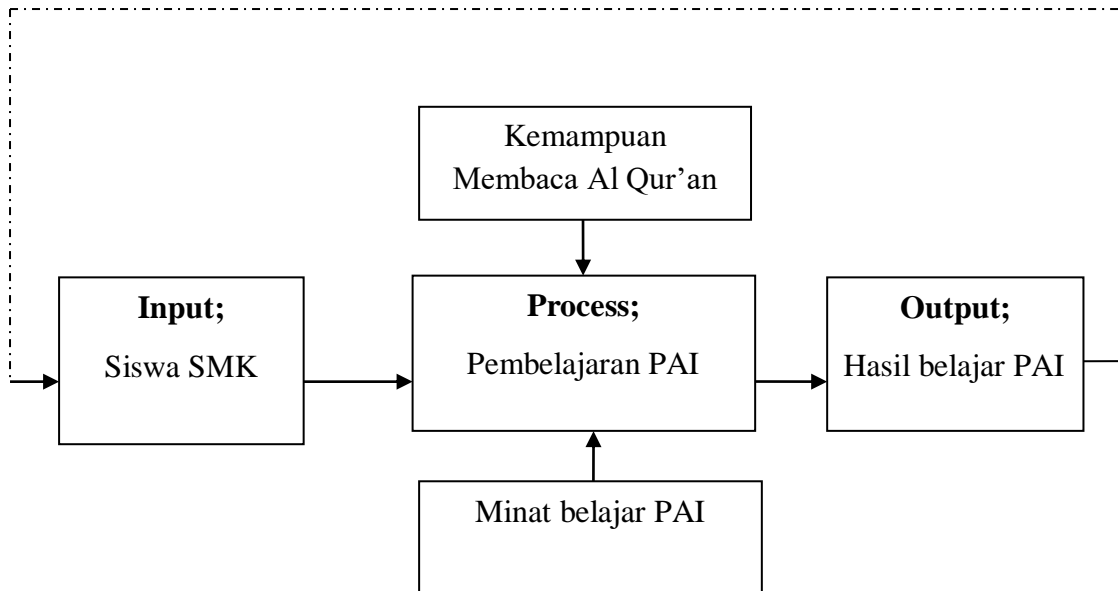 Kemampuan
Membaca Al Qur’an
Input;
Siswa SMK
Process;
Pembelajaran PAI
Output;
Hasil belajar PAI
Minat belajar PAI